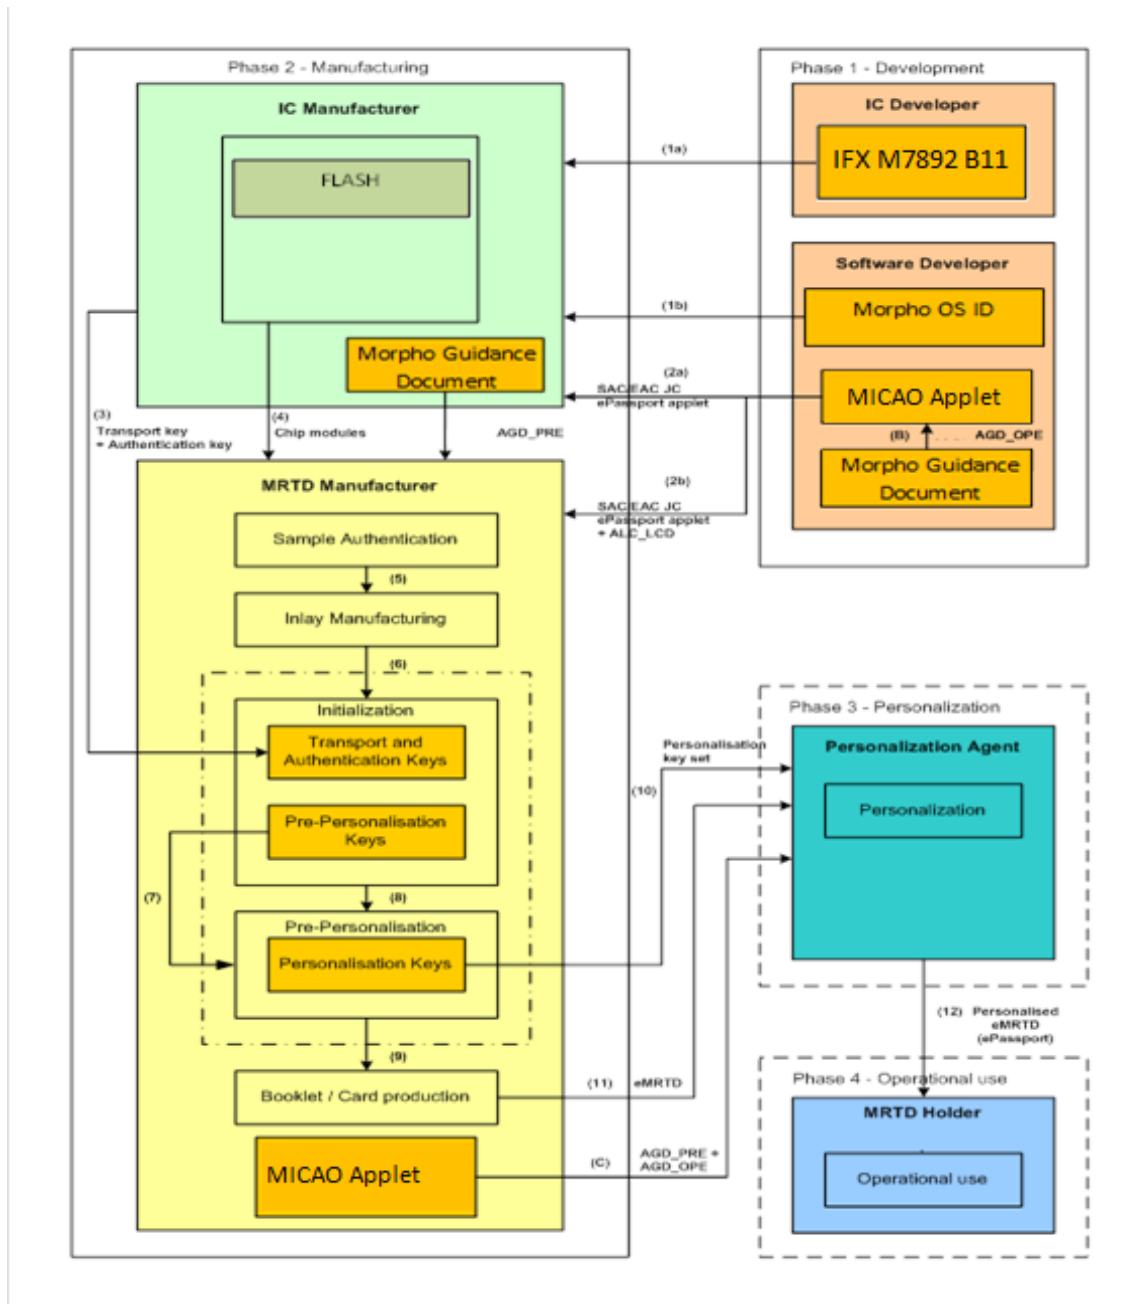 Phase 2 - Manufacturing
IC Manufacturer
FLASH
Morpho Guidance
Document
(3)
Transport key
+ Authentication key
(4)
Chip modules
AGD_PRE
MRTD Manufacturer
Sample Authentication
(5)
Inlay Manufacturing
(6)
Initialization
Transport and
Authentication Keys
Pre-Personalisation
Keys
(7)
(8)
Pre-Personalisation
Personalisation Keys
(9)
Booklet / Card production
MICAO Applet
Phase 1 - Development
IC Developer
IFX M7892 B11
(1a)
Software Developer
Morpho OS ID
(1b)
(2a)
SAC/EAC JC
ePassport applet
MICAO Applet
(B)
AGD_OPE
Morpho Guidance
Document
(2b)
SAC/EAC JC
ePassport applet
+ ALC_LCD
Phase 3 - Personalization
Personalization Agent
Personalization
Personalisation
key set
(10)
(11)
eMRTD
(C)
AGD_PRE +
AGD_OPE
(12) Personalised
eMRTD
(ePassport)
Phase 4 - Operational use
MRTD Holder
Operational use